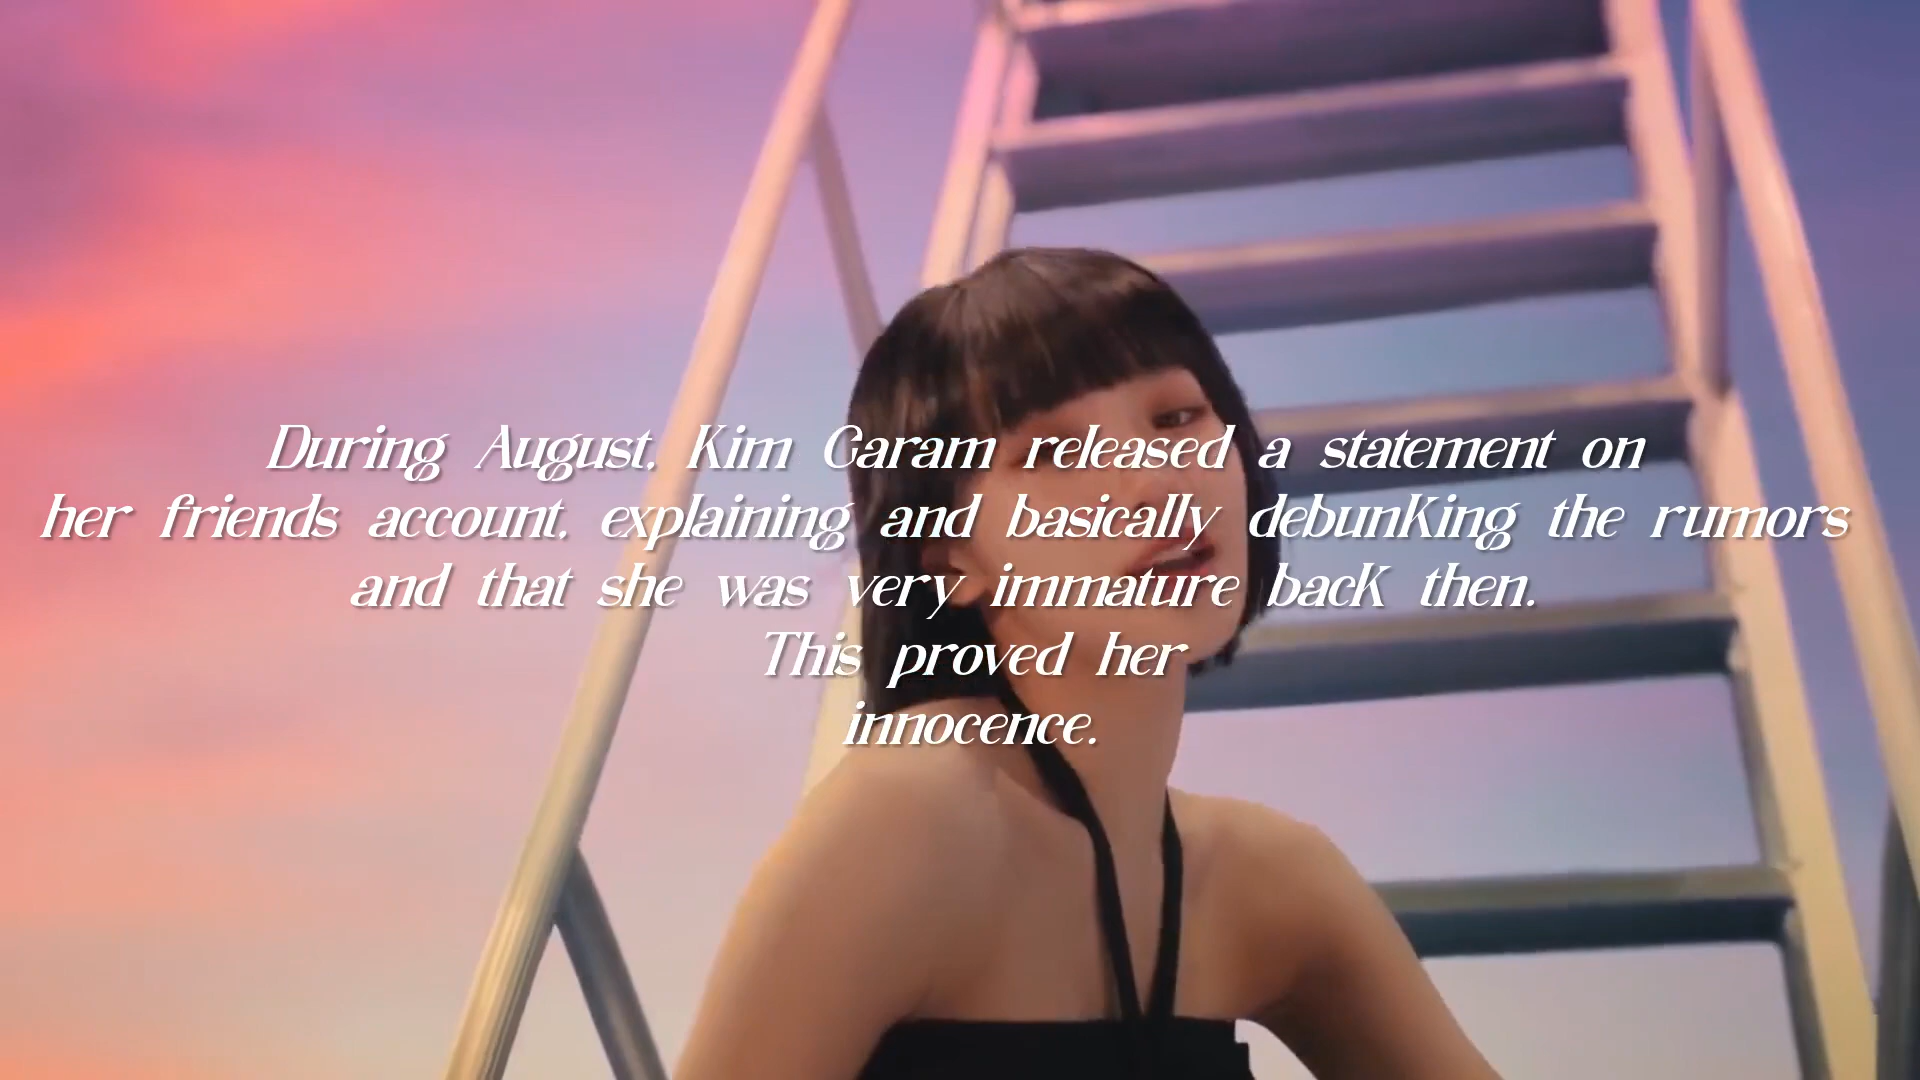 During August, Kim Garam released a statement on
her friends account, explaining and basically debunking the rumors
and that she was very immature back then.
This proved her
innocence.